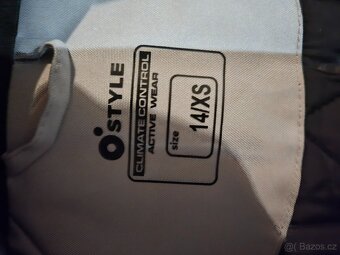 O'STYLE
CLIMATE CONTROL
ACTIVE WEAR
size
14/XS
Bazos.cz